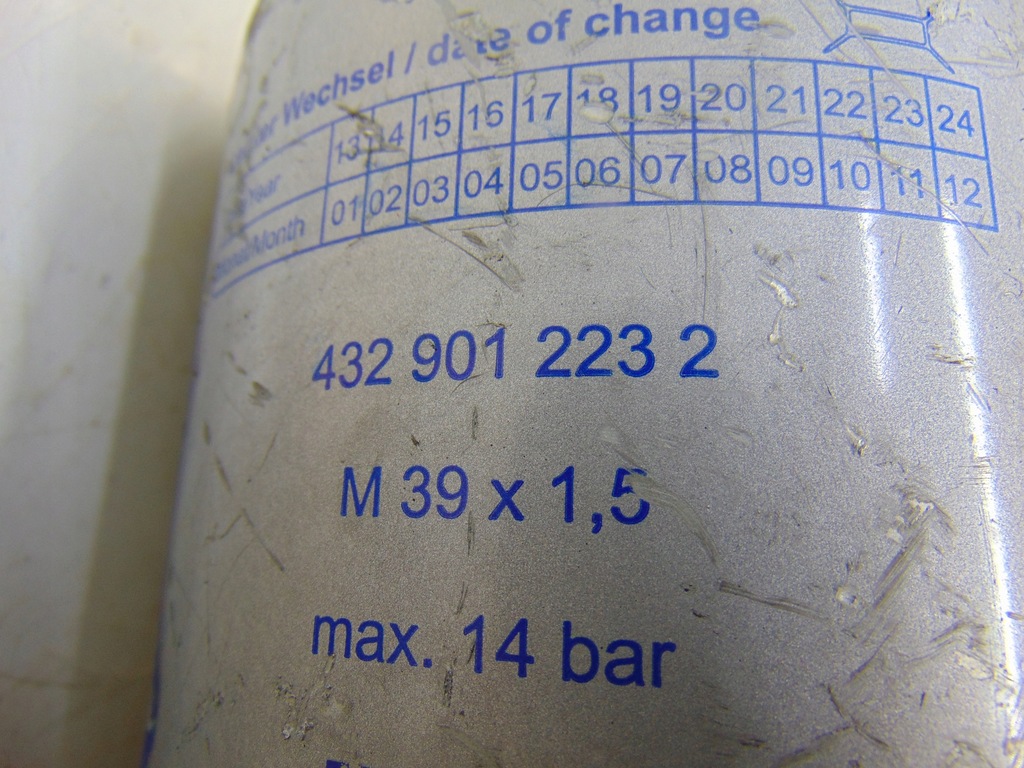 Wechsel / date of change
Year 13 14 15 16 17 18 19 20 21 22 23 24
Monat/Month 01 02 03 04 05 06 07 08 09 10 11 12
432 901 223 2
M 39 x 1,5
max. 14 bar